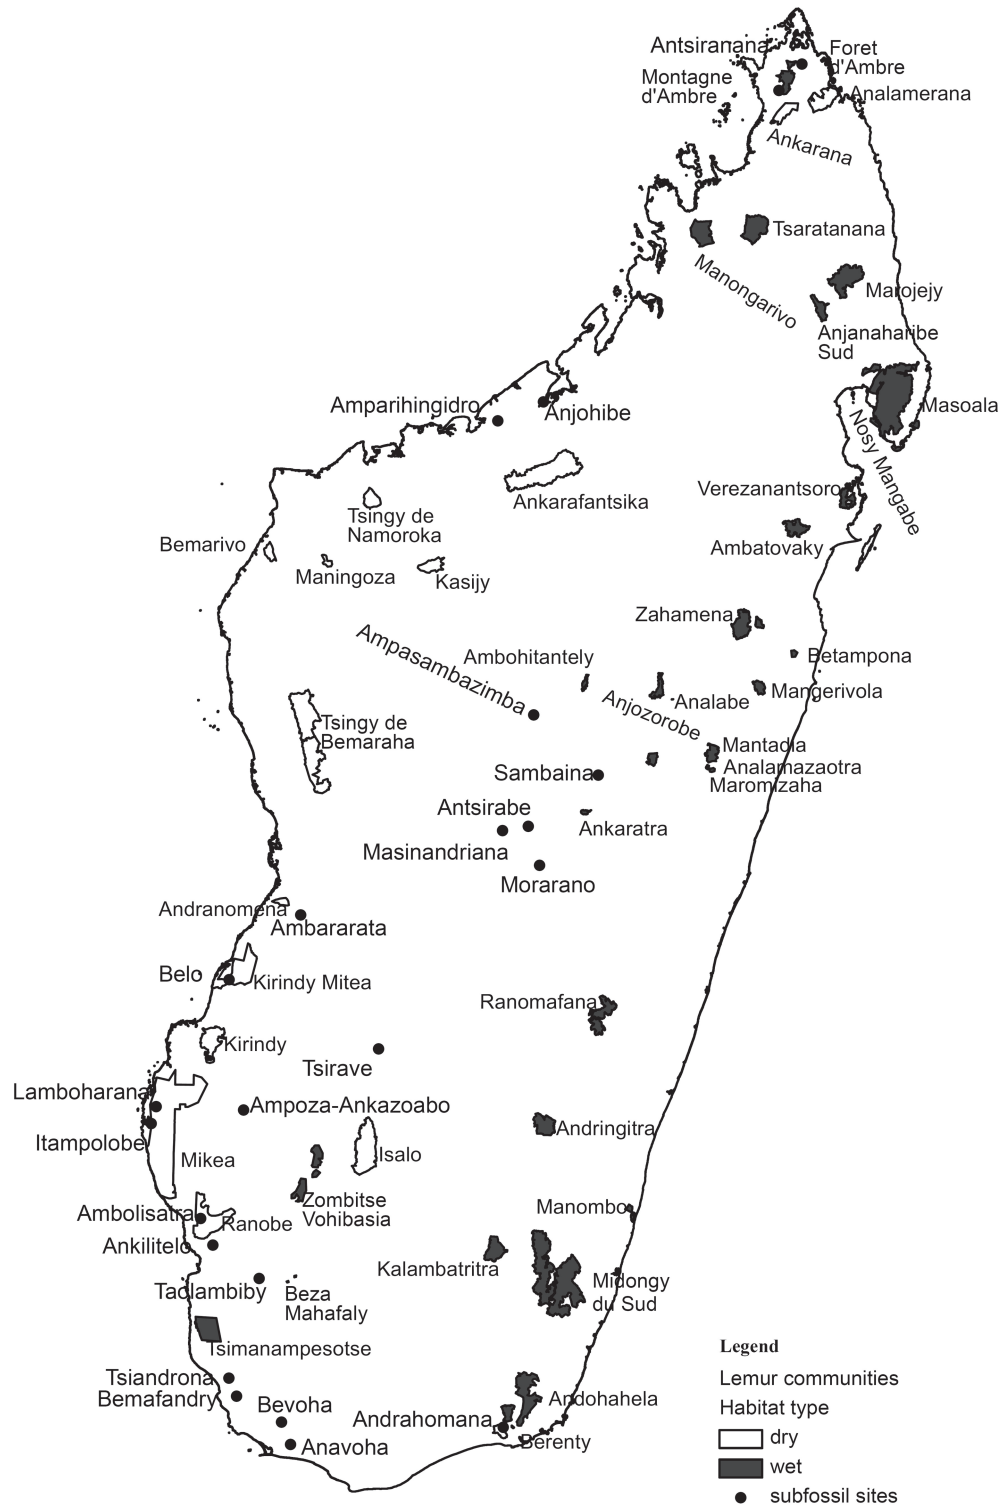 Antsiranana
Foret
d'Ambre
Montagne
d'Ambre
Analamerana
Ankarana
Tsaratanana
Manongarivo
Marojejy
Anjanaharibe
Sud
Masoala
Nosy Mangabe
Amparihingidro
Anjohibe
Ankarafantsika
Verezanantsoro
Tsingy de
Namoroka
Bemarivo
Ambatovaky
Maningoza
Kasijy
Zahamena
Ampasambazimba
Ambohitantely
Betampona
Mangerivola
Analabe
Anjozorobe
Tsingy de
Bemaraha
Mantadia
Analamazaotra
Maromizaha
Sambaina
Antsirabe
Ankaratra
Masinandriana
Morarano
Andranomena
Ambararata
Belo
Kirindy Mitea
Ranomafana
Kirindy
Tsirave
Lamboharana
Ampoza-Ankazoabo
Itampolobe
Andringitra
Mikea
Isalo
Zombitse
Vohibasia
Ambolisatra
Ranobe
Manombo
Ankilitelo
Kalambatritra
Taolambiby
Beza
Mahafaly
Midongy
du Sud
Tsimanampesotse
Tsiandrona
Bemafandry
Bevoha
Andrahomana
Andohahela
Anavoha
Berenty
Legend
Lemur communities
Habitat type
dry
wet
subfossil sites